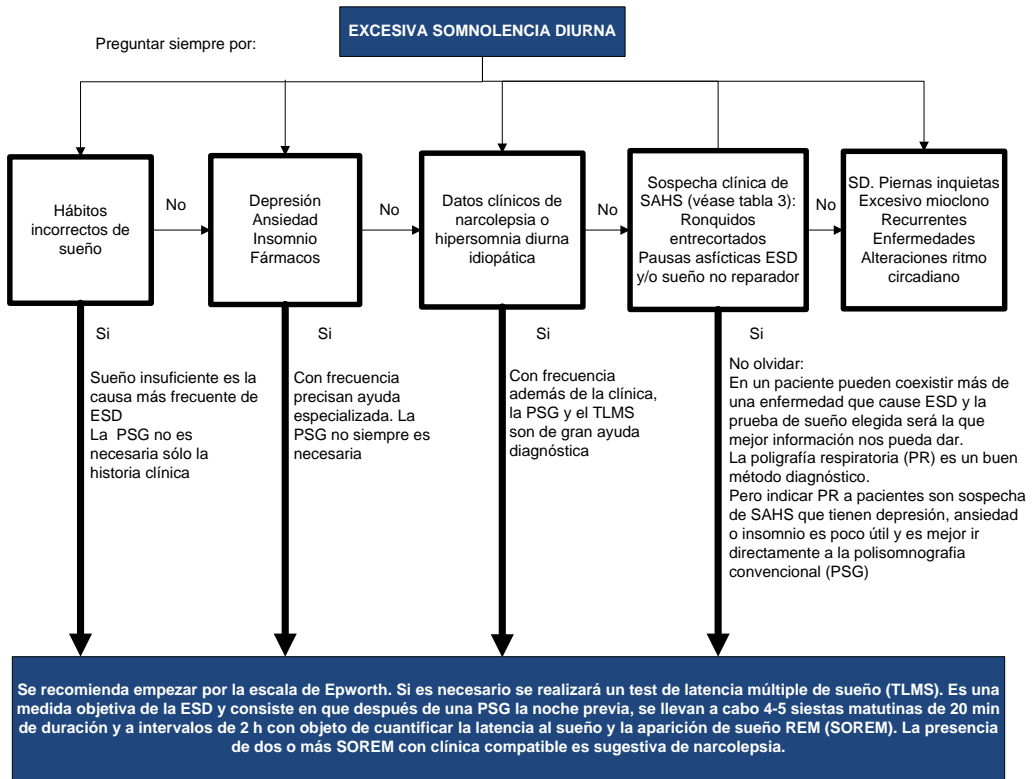 EXCESIVA SOMNOLENCIA DIURNA
Preguntar siempre por:
Hábitos
incorrectos de
sueño
No
Depresión
Ansiedad
Insomnio
Fármacos
No
Datos clínicos de
narcolepsia o
hipersomnia diurna
idiopática
No
Sospecha clínica de
SAHS (véase tabla 3):
Ronquidos
entrecortados
Pausas asfícticas ESD
y/o sueño no reparador
No
SD. Piernas inquietas
Excesivo mioclono
Recurrentes
Enfermedades
Alteraciones ritmo
circadiano
Si
Sueño insuficiente es la
causa más frecuente de
ESD
La PSG no es
necesaria sólo la
historia clínica
Si
Con frecuencia
precisan ayuda
especializada. La
PSG no siempre es
necesaria
Si
Con frecuencia
además de la clínica,
la PSG y el TLMS
son de gran ayuda
diagnóstica
Si
No olvidar:
En un paciente pueden coexistir más de
una enfermedad que cause ESD y la
prueba de sueño elegida será la que
mejor información nos pueda dar.
La poligrafía respiratoria (PR) es un buen
método diagnóstico.
Pero indicar PR a pacientes son sospecha
de SAHS que tienen depresión, ansiedad
o insomnio es poco útil y es mejor ir
directamente a la polisomnografia
convencional (PSG)
Se recomienda empezar por la escala de Epworth. Si es necesario se realizará un test de latencia múltiple de sueño (TLMS). Es una
medida objetiva de la ESD y consiste en que después de una PSG la noche previa, se llevan a cabo 4-5 siestas matutinas de 20 min
de duración y a intervalos de 2 h con objeto de cuantificar la latencia al sueño y la aparición de sueño REM (SOREM). La presencia
de dos o más SOREM con clínica compatible es sugestiva de narcolepsia.